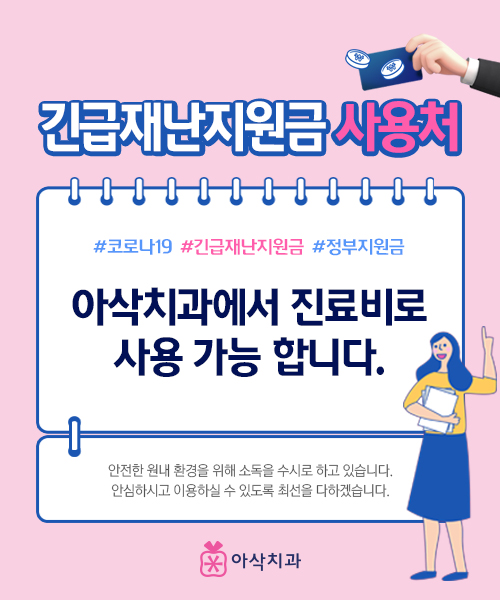 긴급재난지원금 사용처
#코로나19 #긴급재난지원금 #정부지원금
아삭치과에서 진료비로
사용 가능 합니다.
안전한 원내 환경을 위해 소독을 수시로 하고 있습니다.
안심하시고 이용하실 수 있도록 최선을 다하겠습니다.
아삭치과